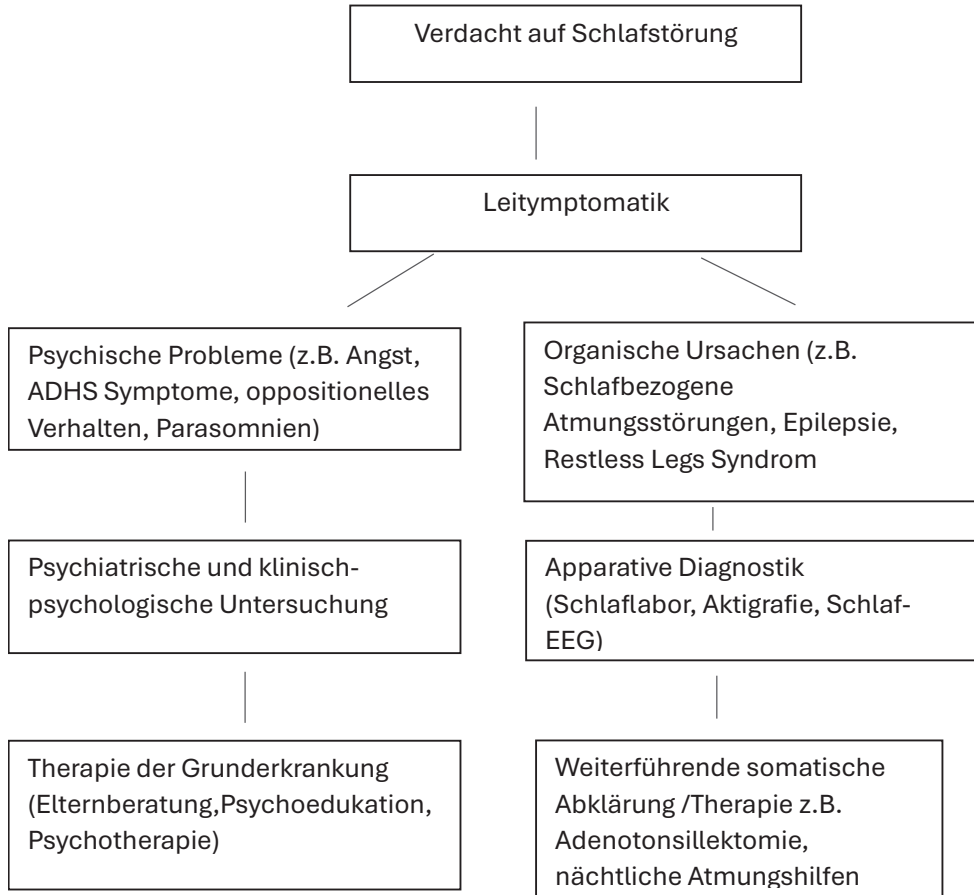 Verdacht auf Schlafstörung
Leitymptomatik
Psychische Probleme (z.B. Angst,
ADHS Symptome, oppositionelles
Verhalten, Parasomnien)
Organische Ursachen (z.B.
Schlafbezogene
Atmungsstörungen, Epilepsie,
Restless Legs Syndrom
Psychiatrische und klinisch-
psychologische Untersuchung
Apparative Diagnostik
(Schlaflabor, Aktigrafie, Schlaf-
EEG)
Therapie der Grunderkrankung
(Elternberatung,Psychoedukation,
Psychotherapie)
Weiterführende somatische
Abklärung /Therapie z.B.
Adenotonsillektomie,
nächtliche Atmungshilfen